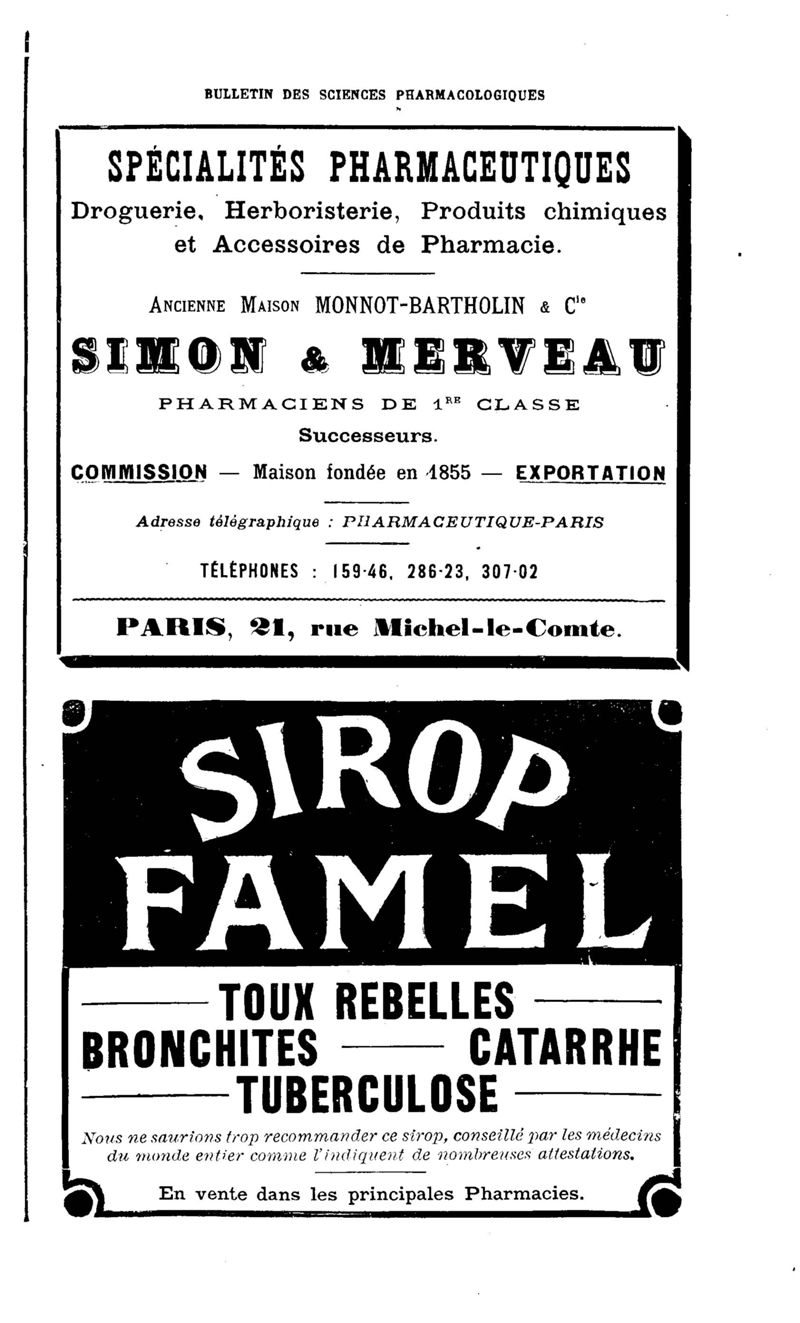 BULLETIN DES SCIENCES PHARMACOLOGIQUES
SPÉCIALITÉS PHARMACEUTIQUES
Droguerie, Herboristerie, Produits chimiques
et Accessoires de Pharmacie.
ANCIENNE MAISON MONNOT-BARTHOLIN & Cie
SIMON & MERVEAU
PHARMACIENS DE 1RE CLASSE
Successeurs.
COMMISSION — Maison fondée en 1855 — EXPORTATION
Adresse télégraphique : PHARMACEUTIQUE-PARIS
TÉLÉPHONES : 159-46, 286-23, 307-02
PARIS, 21, rue Michel-le-Comte.
SIROP
FAMEL
TOUX REBELLES
BRONCHITES — CATARRHE
TUBERCULOSE
Nous ne saurions trop recommander ce sirop, conseillé par les médecins
du monde entier comme l'indiquent de nombreuses attestations.
En vente dans les principales Pharmacies.